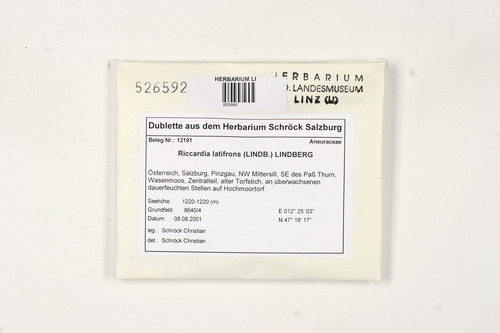 HERBARIUM
526592
HERBARIUM LI
O. LANDESMUSEUM
855990
LINZ (LI)
Dublette aus dem Herbarium Schröck Salzburg
Beleg Nr.: 12191 Aneuraceae
Riccardia latifrons (LINDB.) LINDBERG
Österreich, Salzburg, Pinzgau, NW Mittersill, SE des Paß Thurn,
Wasenmoos, Zentralteil, alter Torfstich, an überwachsenen
dauerfeuchten Stellen auf Hochmoortorf.
Seehöhe: 1220-1220 (m)
Grundfeld: 8640/4 E 012° 25' 03"
Datum: 08.08.2001 N 47° 18' 17"
leg.: Schröck Christian
det.: Schröck Christian